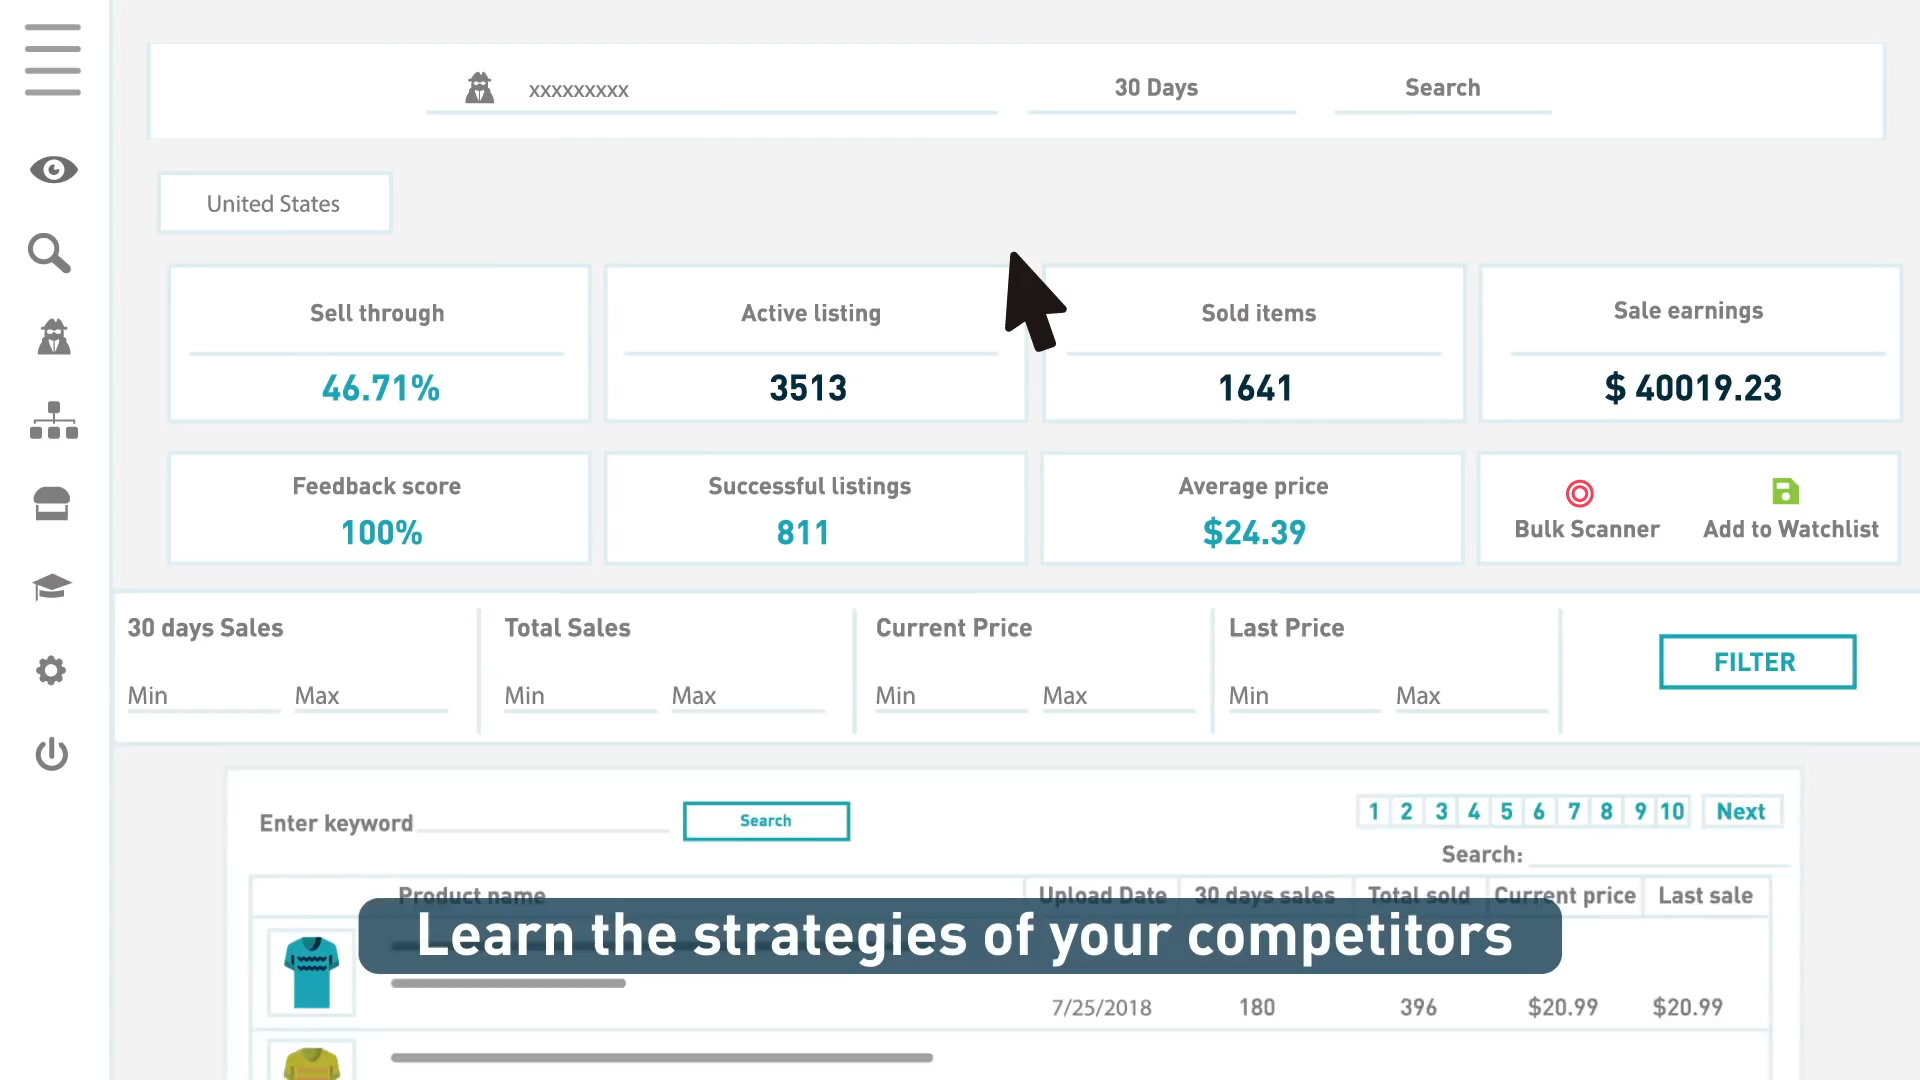 xxxxxxxxx 30 Days Search
United States
Sell through Active listing Sold items Sale earnings
46.71% 3513 1641 $ 40019.23
Feedback score Successful listings Average price
100% 811 $24.39 Bulk Scanner Add to Watchlist
30 days Sales Total Sales Current Price Last Price
FILTER
Min Max Min Max Min Max Min Max
Enter keyword Search 1 2 3 4 5 6 7 8 9 10 Next
Search:
Product name Upload Date 30 days sales Total sold Current price Last sale
Learn the strategies of your competitors
7/25/2018 180 396 $20.99 $20.99